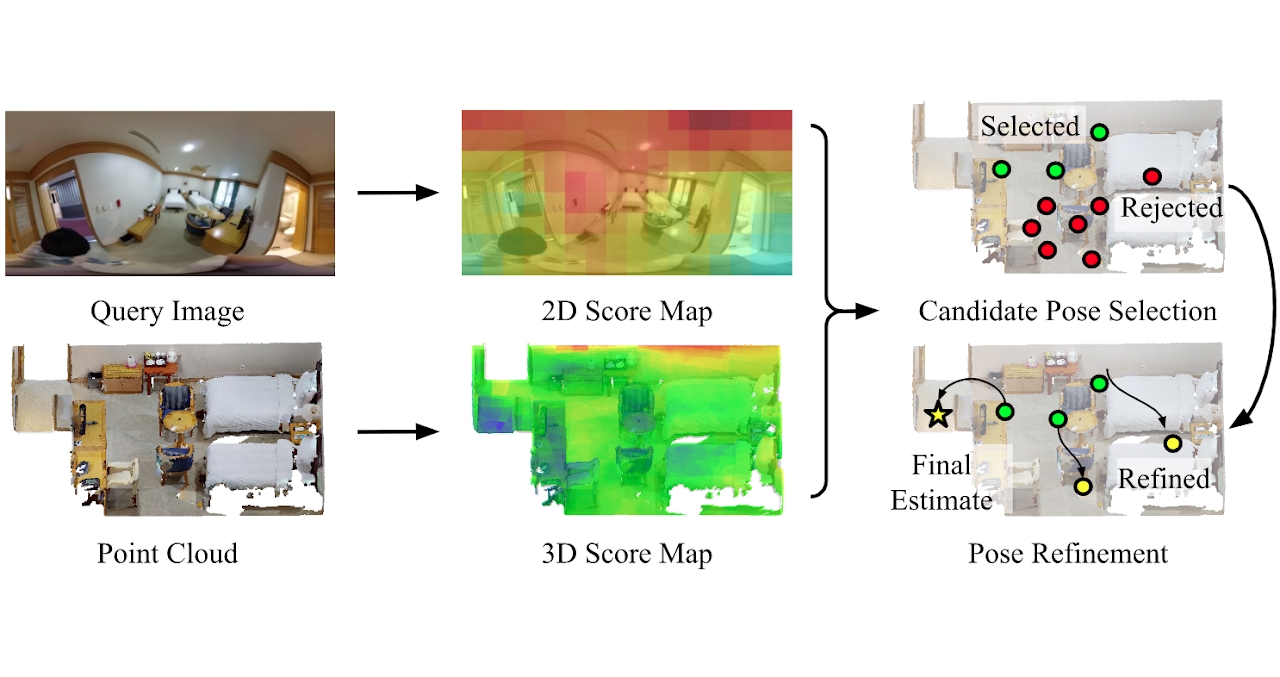 Query Image
2D Score Map
Selected
Rejected
Candidate Pose Selection
Point Cloud
3D Score Map
Final
Estimate
Refined
Pose Refinement